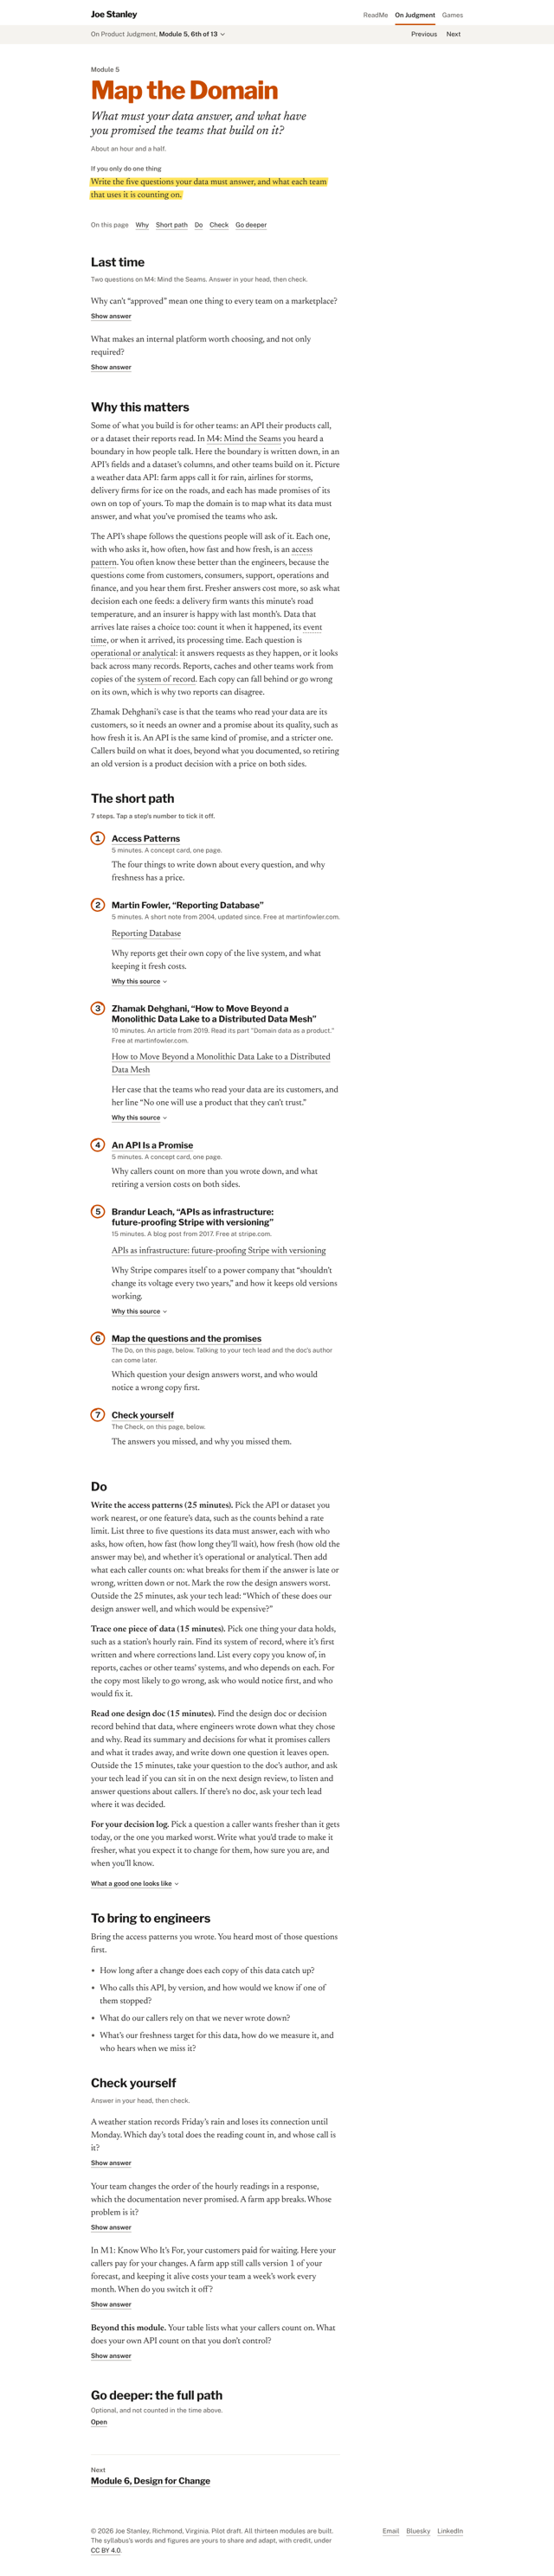 Joe Stanley
ReadMe On Judgment Games
On Product Judgment, Module 5, 6th of 13
Previous Next
Module 5
Map the Domain
What must your data answer, and what have
you promised the teams that build on it?
About an hour and a half.
If you only do one thing
Write the five questions your data must answer, and what each team
that uses it is counting on.
On this page Why Short path Do Check Go deeper
Last time
Two questions on M4: Mind the Seams. Answer in your head, then check.
Why can't “approved” mean one thing to every team on a marketplace?
Show answer
What makes an internal platform worth choosing, and not only
required?
Show answer
Why this matters
Some of what you build is for other teams: an API their products call,
or a dataset their reports read. In M4: Mind the Seams you heard a
boundary in how people talk. Here the boundary is written down, in an
API's fields and a dataset's columns, and other teams build on it. Picture
a weather data API: farm apps call it for rain, airlines for storms,
delivery firms for ice on the roads, and each has made promises of its
own on top of yours. To map the domain is to map what its data must
answer, and what you've promised the teams who ask.
The API's shape follows the questions people will ask of it. Each one,
with who asks it, how often, how fast and how fresh, is an access
pattern. You often know these better than the engineers, because the
questions come from customers, consumers, support, operations and
finance, and you hear them first. Fresher answers cost more, so ask what
decision each one feeds: a delivery firm wants this minute's road
temperature, and an insurer is happy with last month's. Data that
arrives late raises a choice too: count it when it happened, its event
time, or when it arrived, its processing time. Each question is
operational or analytical: it answers requests as they happen, or it looks
back across many records. Reports, caches and other teams work from
copies of the system of record. Each copy can fall behind or go wrong
on its own, which is why two reports can disagree.
Zhamak Dehghani's case is that the teams who read your data are its
customers, so it needs an owner and a promise about its quality, such as
how fresh it is. An API is the same kind of promise, and a stricter one.
Callers build on what it does, beyond what you documented, so retiring
an old version is a product decision with a price on both sides.
The short path
7 steps. Tap a step's number to tick it off.
1 Access Patterns
5 minutes. A concept card, one page.
The four things to write down about every question, and why
freshness has a price.
2 Martin Fowler, “Reporting Database”
5 minutes. A short note from 2004, updated since. Free at martinfowler.com.
Reporting Database
Why reports get their own copy of the live system, and what
keeping it fresh costs.
Why this source
3 Zhamak Dehghani, “How to Move Beyond a
Monolithic Data Lake to a Distributed Data Mesh”
10 minutes. An article from 2019. Read its part "Domain data as a product."
Free at martinfowler.com.
How to Move Beyond a Monolithic Data Lake to a Distributed
Data Mesh
Her case that the teams who read your data are its customers, and
her line “No one will use a product that they can't trust.”
Why this source
4 An API Is a Promise
5 minutes. A concept card, one page.
Why callers count on more than you wrote down, and what
retiring a version costs on both sides.
5 Brandur Leach, “APIs as infrastructure:
future-proofing Stripe with versioning”
15 minutes. A blog post from 2017. Free at stripe.com.
APIs as infrastructure: future-proofing Stripe with versioning
Why Stripe compares itself to a power company that “shouldn't
change its voltage every two years,” and how it keeps old versions
working.
Why this source
6 Map the questions and the promises
The Do, on this page, below. Talking to your tech lead and the doc's author
can come later.
Which question your design answers worst, and who would
notice a wrong copy first.
7 Check yourself
The Check, on this page, below.
The answers you missed, and why you missed them.
Do
Write the access patterns (25 minutes). Pick the API or dataset you
work nearest, or one feature's data, such as the counts behind a rate
limit. List three to five questions its data must answer, each with who
asks, how often, how fast (how long they'll wait), how fresh (how old the
answer may be), and whether it's operational or analytical. Then add
what each caller counts on: what breaks for them if the answer is late or
wrong, written down or not. Mark the row the design answers worst.
Outside the 25 minutes, ask your tech lead: “Which of these does our
design answer well, and which would be expensive?”
Trace one piece of data (15 minutes). Pick one thing your data holds,
such as a station's hourly rain. Find its system of record, where it's first
written and where corrections land. List every copy you know of, in
reports, caches or other teams' systems, and who depends on each. For
the copy most likely to go wrong, ask who would notice first, and who
would fix it.
Read one design doc (15 minutes). Find the design doc or decision
record behind that data, where engineers wrote down what they chose
and why. Read its summary and decisions for what it promises callers
and what it trades away, and write down one question it leaves open.
Outside the 15 minutes, take your question to the doc's author, and ask
your tech lead if you can sit in on the next design review, to listen and
answer questions about callers. If there's no doc, ask your tech lead
where it was decided.
For your decision log. Pick a question a caller wants fresher than it gets
today, or the one you marked worst. Write what you'd trade to make it
fresher, what you expect it to change for them, how sure you are, and
when you'll know.
What a good one looks like
To bring to engineers
Bring the access patterns you wrote. You heard most of those questions
first.
• How long after a change does each copy of this data catch up?
• Who calls this API, by version, and how would we know if one of
them stopped?
• What do our callers rely on that we never wrote down?
• What's our freshness target for this data, how do we measure it, and
who hears when we miss it?
Check yourself
Answer in your head, then check.
A weather station records Friday's rain and loses its connection until
Monday. Which day's total does the reading count in, and whose call is
it?
Show answer
Your team changes the order of the hourly readings in a response,
which the documentation never promised. A farm app breaks. Whose
problem is it?
Show answer
In M1: Know Who It's For, your customers paid for waiting. Here your
callers pay for your changes. A farm app still calls version 1 of your
forecast, and keeping it alive costs your team a week's work every
month. When do you switch it off?
Show answer
Beyond this module. Your table lists what your callers count on. What
does your own API count on that you don't control?
Show answer
Go deeper: the full path
Optional, and not counted in the time above.
Open
Next
Module 6, Design for Change
© 2026 Joe Stanley, Richmond, Virginia. Pilot draft. All thirteen modules are built.
The syllabus's words and figures are yours to share and adapt, with credit, under
CC BY 4.0.
Email Bluesky LinkedIn